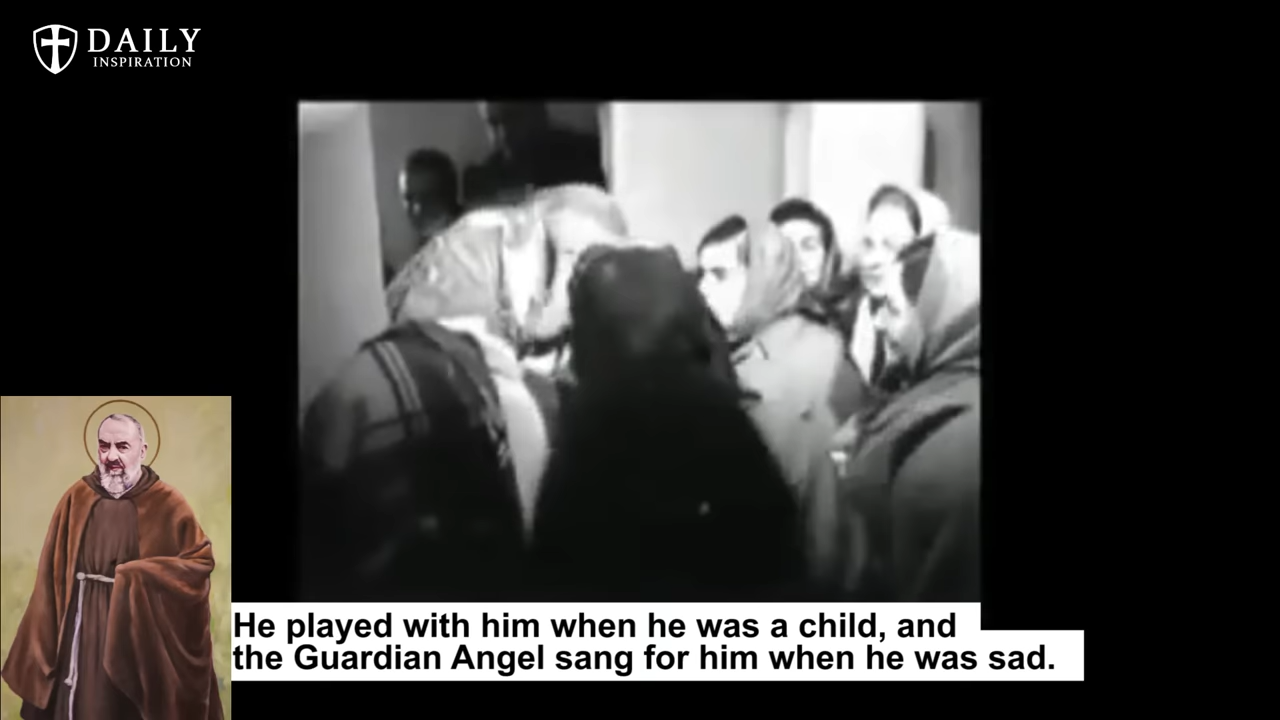 DAILY
INSPIRATION
He played with him when he was a child, and
the Guardian Angel sang for him when he was sad.